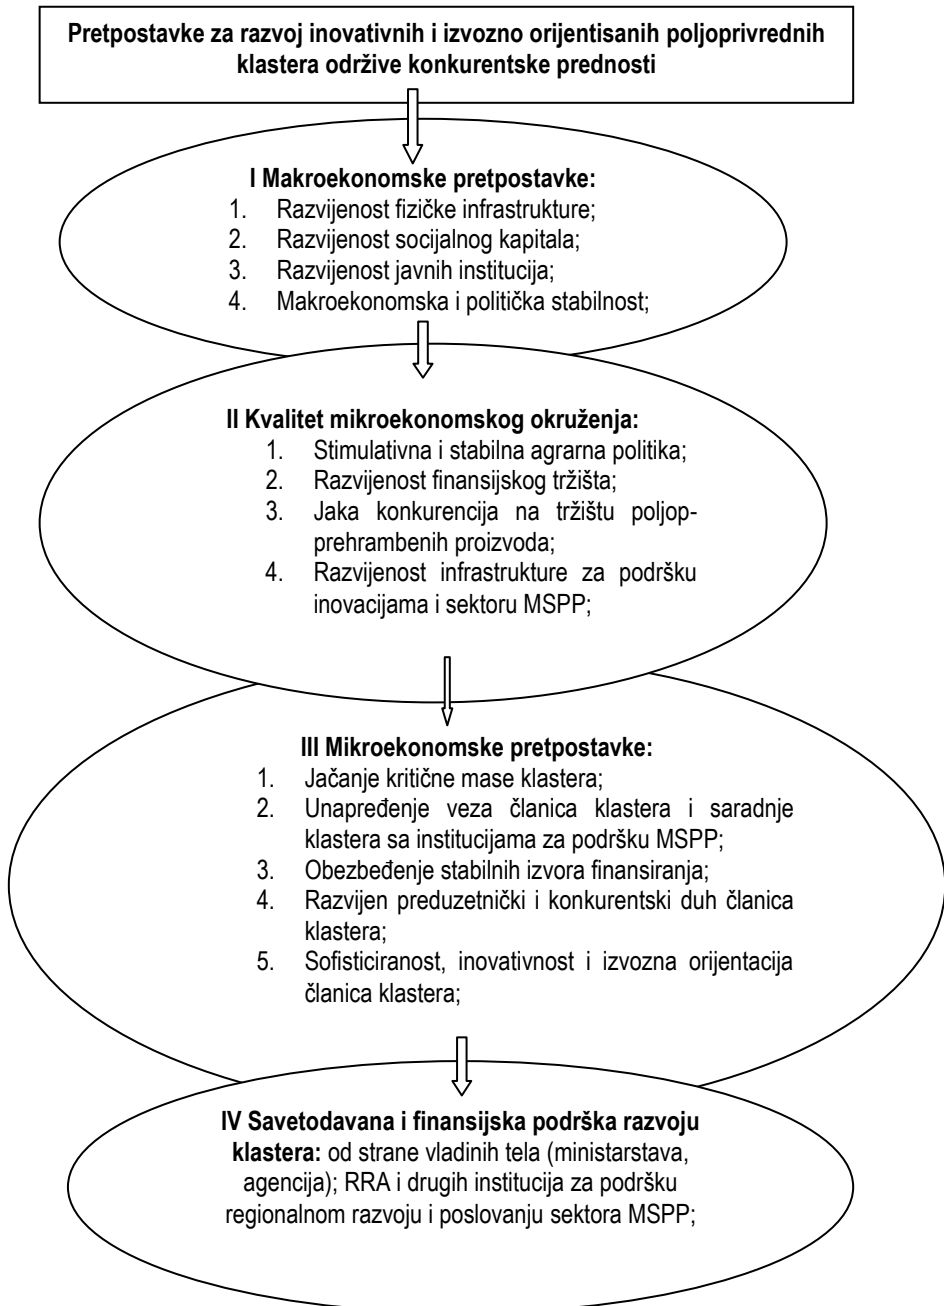 Pretpostavke za razvoj inovativnih i izvozno orijentisanih poljoprivrednih
klastera održive konkurentske prednosti
I Makroekonomske pretpostavke:
1. Razvijenost fizičke infrastrukture;
2. Razvijenost socijalnog kapitala;
3. Razvijenost javnih institucija;
4. Makroekonomska i politička stabilnost;
II Kvalitet mikroekonomskog okruženja:
1. Stimulativna i stabilna agrarna politika;
2. Razvijenost finansijskog tržišta;
3. Jaka konkurencija na tržištu poljop-
prehrambenih proizvoda;
4. Razvijenost infrastrukture za podršku
inovacijama i sektoru MSPP;
III Mikroekonomske pretpostavke:
1. Jačanje kritične mase klastera;
2. Unapređenje veza članica klastera i saradnje
klastera sa institucijama za podršku MSPP;
3. Obezbeđenje stabilnih izvora finansiranja;
4. Razvijen preduzetnički i konkurentski duh članica
klastera;
5. Sofisticiranost, inovativnost i izvozna orijentacija
članica klastera;
IV Savetodavana i finansijska podrška razvoju
klastera: od strane vladinih tela (ministarstava,
agencija); RRA i drugih institucija za podršku
regionalnom razvoju i poslovanju sektora MSPP;